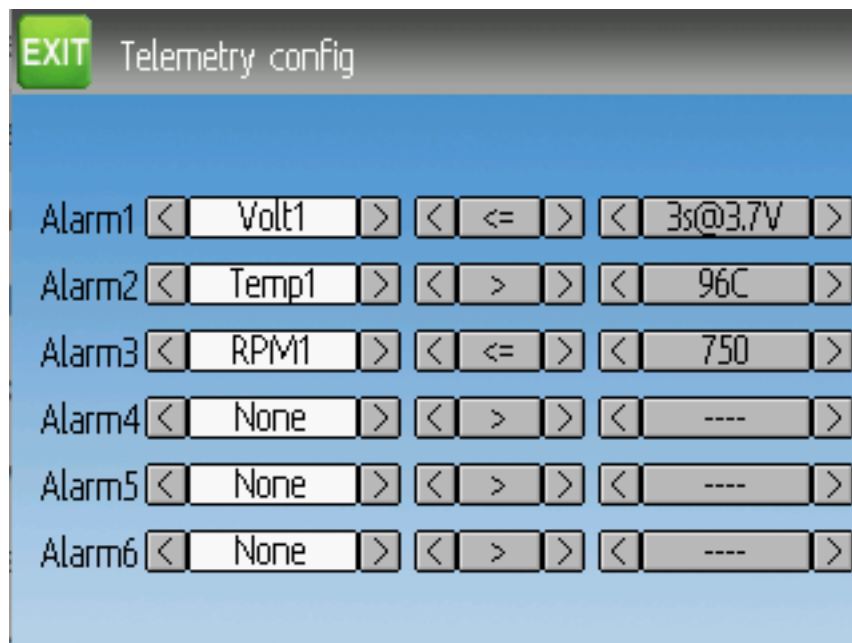 EXIT Telemetry config
Alarm1 < Volt1 > < <= > < 3s@3.7V >
Alarm2 < Temp1 > < > > < 96C >
Alarm3 < RPM1 > < <= > < 750 >
Alarm4 < None > < > > < ---- >
Alarm5 < None > < > > < ---- >
Alarm6 < None > < > > < ---- >